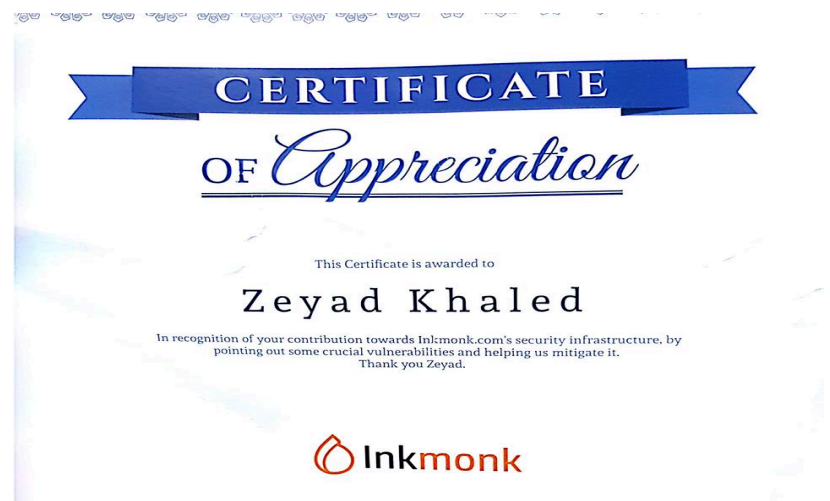 CERTIFICATE
OF Appreciation
This Certificate is awarded to
Zeyad Khaled
In recognition of your contribution towards Inkmonk.com's security infrastructure, by
pointing out some crucial vulnerabilities and helping us mitigate it.
Thank you Zeyad.
Inkmonk